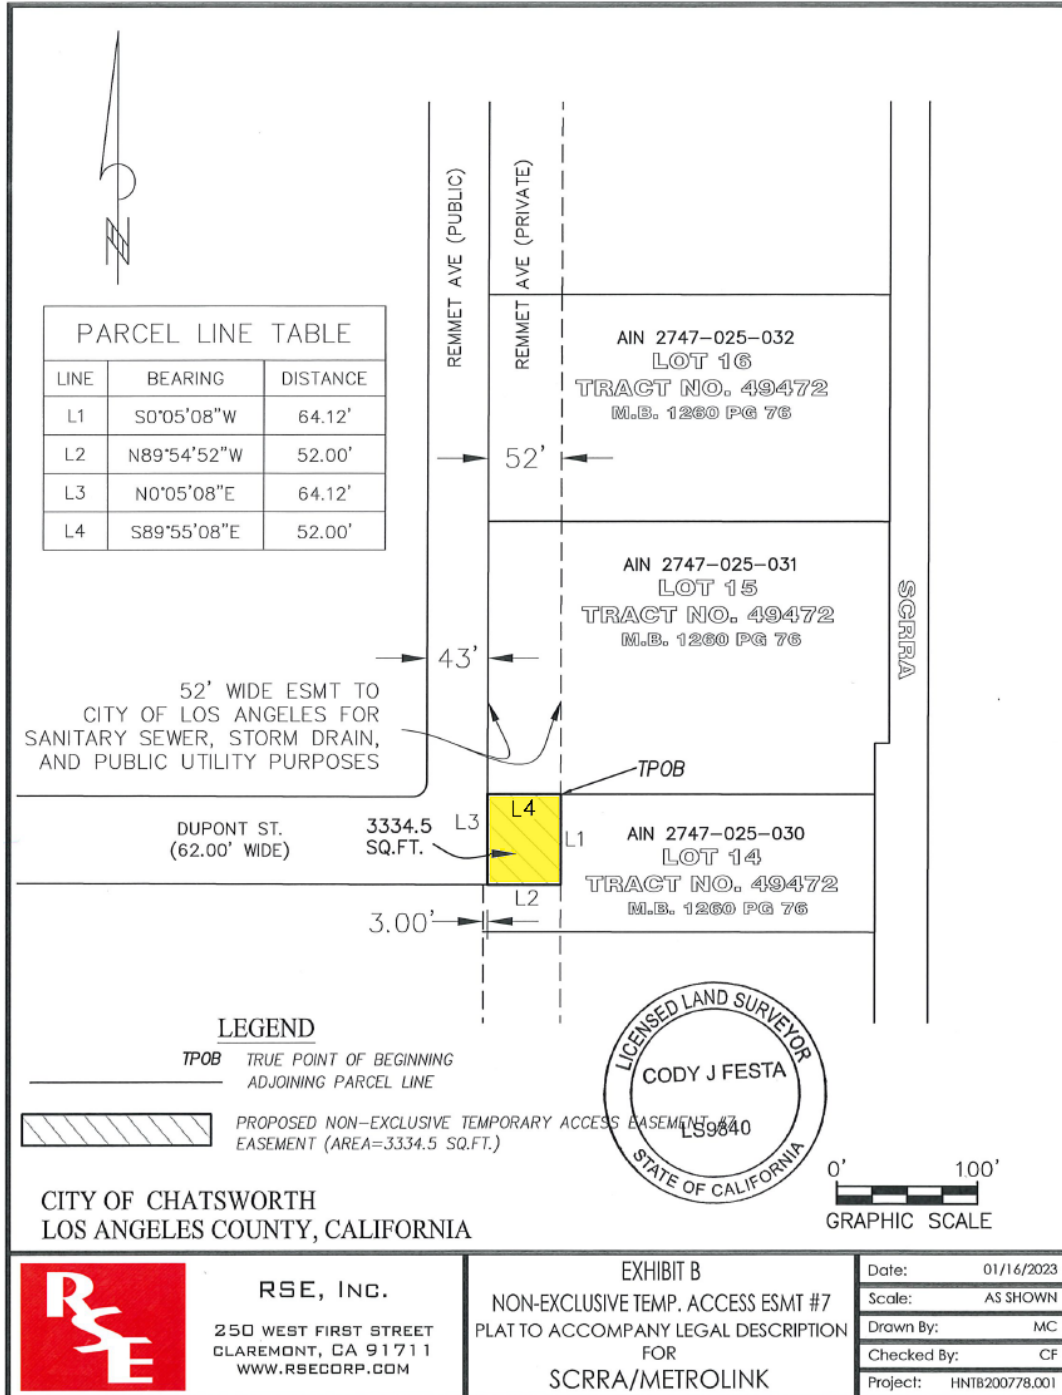 N
REMMET AVE (PUBLIC)
REMMET AVE (PRIVATE)
PARCEL LINE TABLE
LINE BEARING DISTANCE
L1 S0°05'08"W 64.12'
L2 N89°54'52"W 52.00'
L3 N0°05'08"E 64.12'
L4 S89°55'08"E 52.00'
AIN 2747-025-032
LOT 16
TRACT NO. 49472
M.B. 1260 PG 76
52'
AIN 2747-025-031
LOT 15
TRACT NO. 49472
M.B. 1260 PG 76
SCRRA
43'
52' WIDE ESMT TO
CITY OF LOS ANGELES FOR
SANITARY SEWER, STORM DRAIN,
AND PUBLIC UTILITY PURPOSES
TPOB
DUPONT ST.
(62.00' WIDE)
3334.5
SQ.FT.
L3
L4
L1
L2
3.00'
AIN 2747-025-030
LOT 14
TRACT NO. 49472
M.B. 1260 PG 76
LEGEND
TPOB TRUE POINT OF BEGINNING
ADJOINING PARCEL LINE
PROPOSED NON-EXCLUSIVE TEMPORARY ACCESS EASEMENT #7
EASEMENT (AREA=3334.5 SQ.FT.)
LICENSED LAND SURVEYOR
CODY J FESTA
LS9840
STATE OF CALIFORNIA
0' 100'
GRAPHIC SCALE
CITY OF CHATSWORTH
LOS ANGELES COUNTY, CALIFORNIA
RSE
RSE, INC.
250 WEST FIRST STREET
CLAREMONT, CA 91711
WWW.RSECORP.COM
EXHIBIT B
NON-EXCLUSIVE TEMP. ACCESS ESMT #7
PLAT TO ACCOMPANY LEGAL DESCRIPTION
FOR
SCRRA/METROLINK
Date: 01/16/2023
Scale: AS SHOWN
Drawn By: MC
Checked By: CF
Project: HNTB200778.001